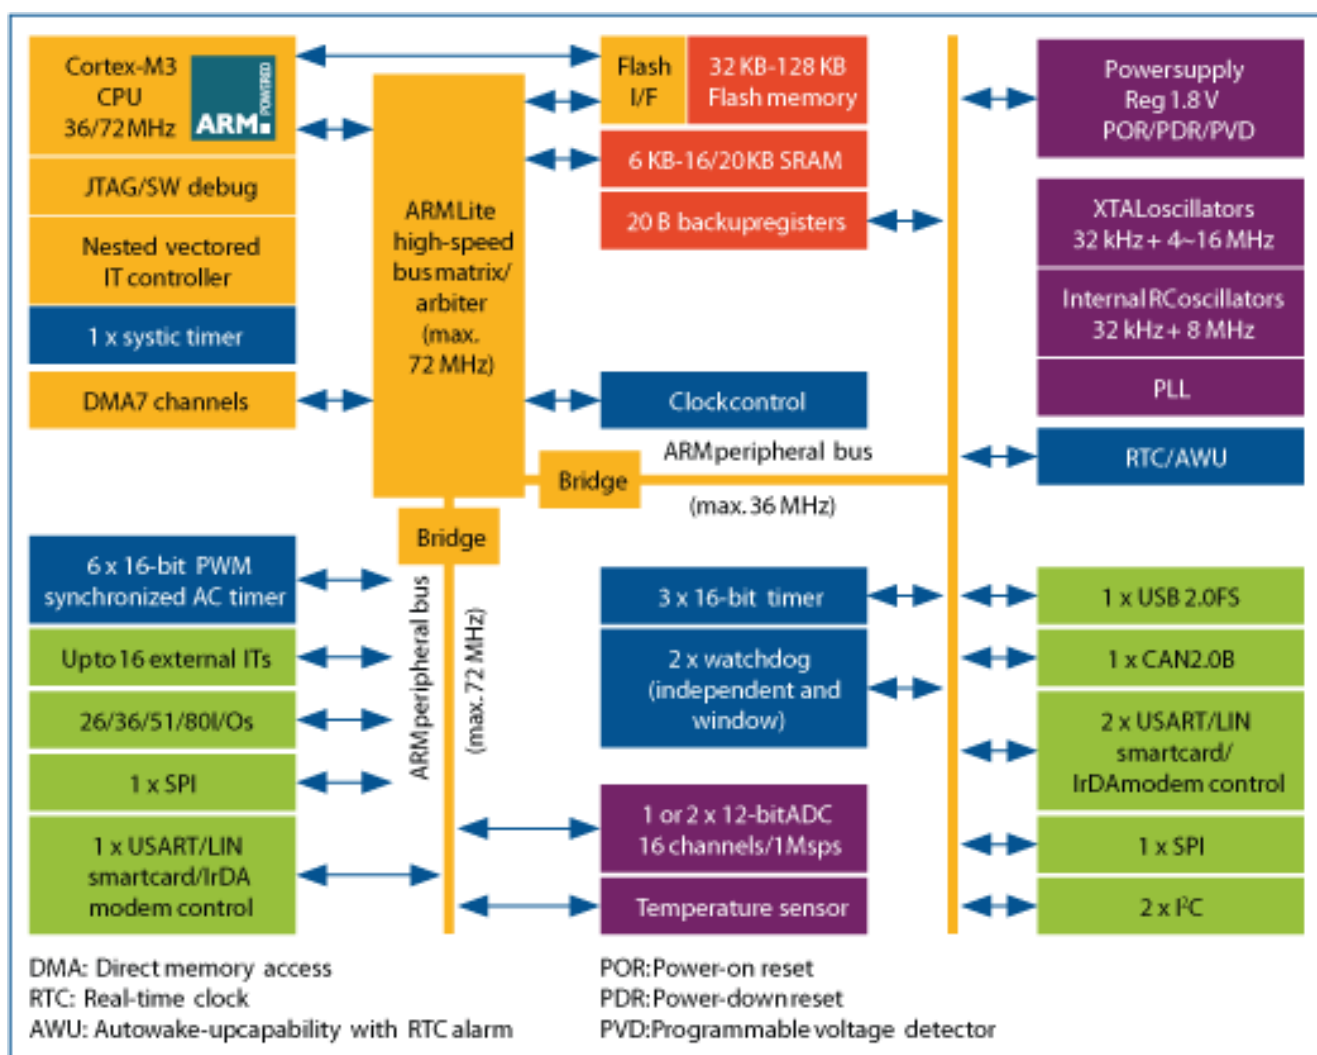 Cortex-M3
CPU
36/72MHz
ARM
POWERED
JTAG/SW debug
Nested vectored
IT controller
1 x systic timer
DMA7 channels
ARMLite
high-speed
bus matrix/
arbiter
(max.
72 MHz)
Flash
I/F
32 KB-128 KB
Flash memory
6 KB-16/20KB SRAM
20 B backupregisters
Clockcontrol
ARMperipheral bus
(max. 36 MHz)
Bridge
Bridge
Powersupply
Reg 1.8 V
POR/PDR/PVD
XTALoscillators
32 kHz + 4~16 MHz
InternalRCoscillators
32 kHz + 8 MHz
PLL
RTC/AWU
6 x 16-bit PWM
synchronized AC timer
Upto 16 external ITs
26/36/51/80I/Os
1 x SPI
1 x USART/LIN
smartcard/IrDA
modem control
ARMperipheral bus
(max. 72 MHz)
3 x 16-bit timer
2 x watchdog
(independent and
window)
1 or 2 x 12-bitADC
16 channels/1Msps
Temperature sensor
1 x USB 2.0FS
1 x CAN2.0B
2 x USART/LIN
smartcard/
IrDAmodem control
1 x SPI
2 x I²C
DMA: Direct memory access
RTC: Real-time clock
AWU: Autowake-upcapability with RTC alarm
POR:Power-on reset
PDR:Power-down reset
PVD:Programmable voltage detector